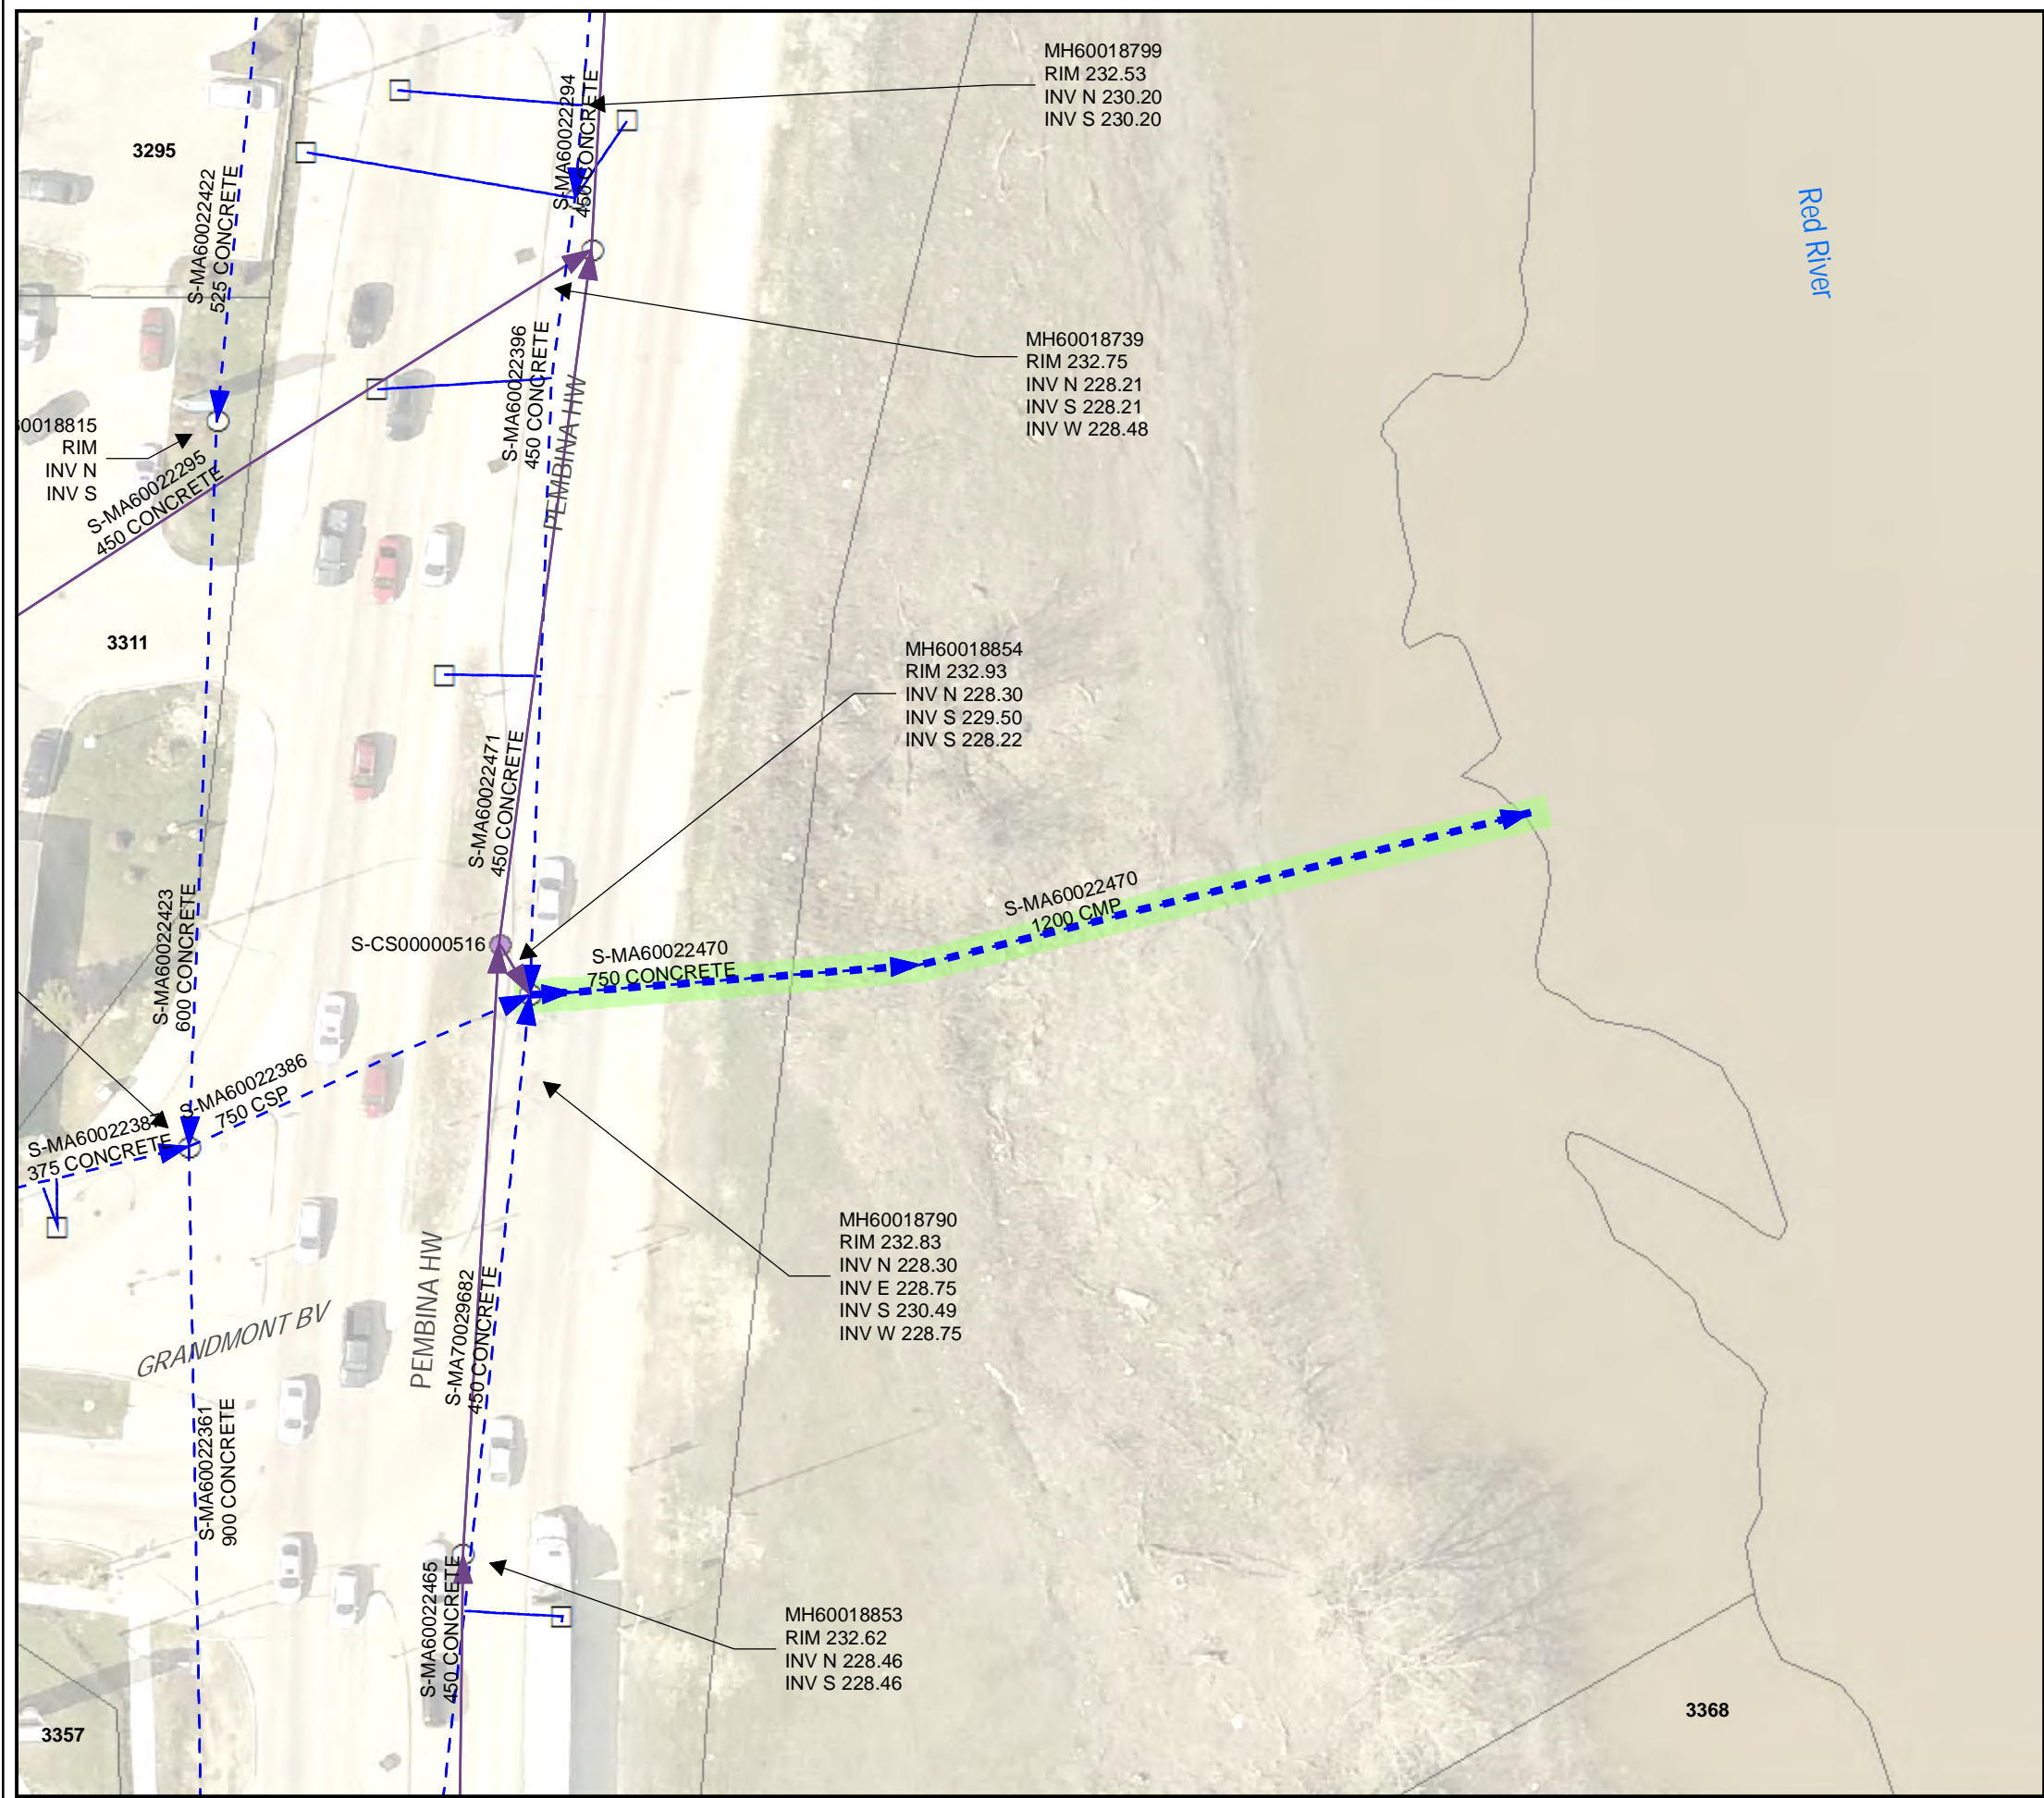 MH60018799
RIM 232.53
INV N 230.20
INV S 230.20
S-MA60022294
450 CONCRETE
3295
S-MA60022422
525 CONCRETE
Red River
MH60018739
RIM 232.75
INV N 228.21
INV S 228.21
INV W 228.48
S-MA60022396
450 CONCRETE
PEMBINA HW
0018815
RIM
INV N
INV S
S-MA60022295
450 CONCRETE
3311
MH60018854
RIM 232.93
INV N 228.30
INV S 229.50
INV S 228.22
S-MA60022471
450 CONCRETE
S-MA60022470
1200 CMP
S-CS00000516
S-MA60022470
750 CONCRETE
S-MA60022423
600 CONCRETE
S-MA60022386
750 CSP
S-MA60022387
375 CONCRETE
MH60018790
RIM 232.83
INV N 228.30
INV E 228.75
INV S 230.49
INV W 228.75
PEMBINA HW
S-MA70029682
450 CONCRETE
GRANDMONT BV
S-MA60022361
900 CONCRETE
S-MA60022465
450 CONCRETE
MH60018853
RIM 232.62
INV N 228.46
INV S 228.46
3357
3368